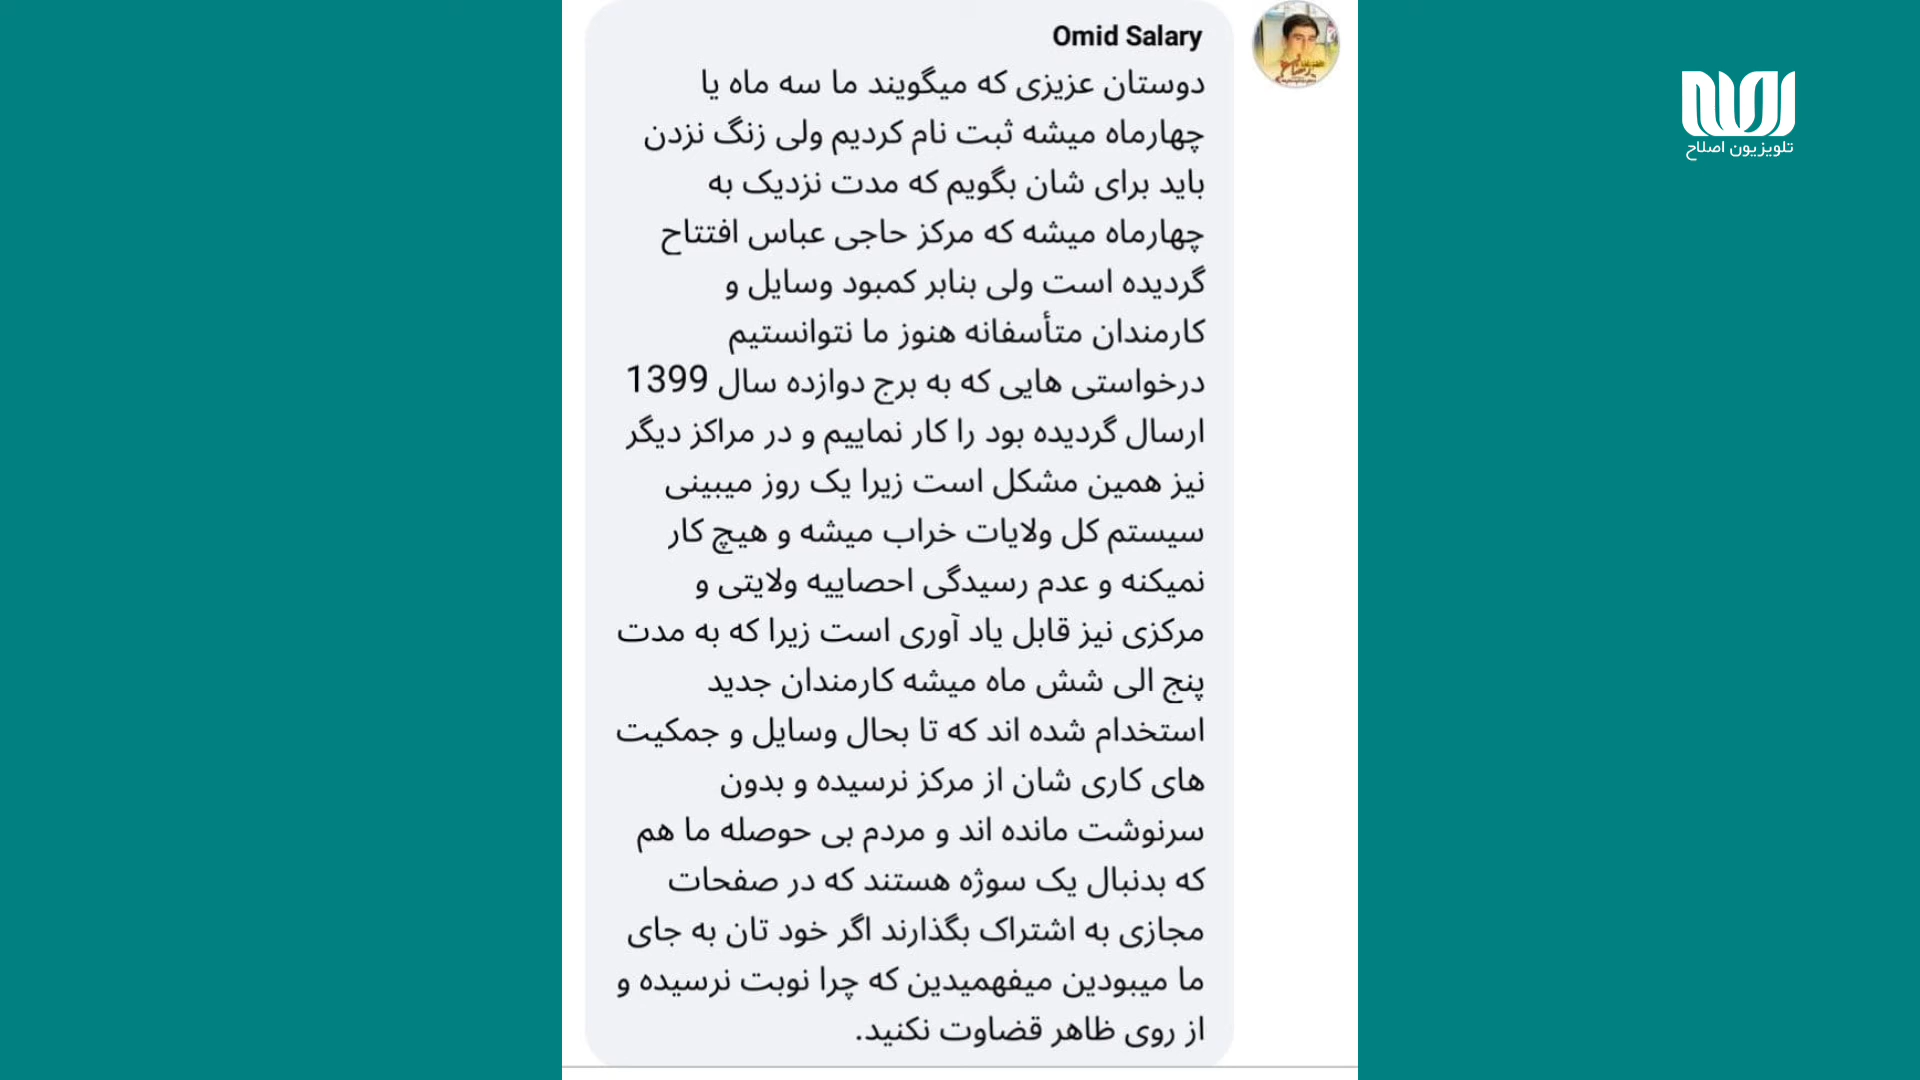 Omid Salary
دوستان عزیزی که میگویند ما سه ماه یا
چهارماه میشه ثبت نام کردیم ولی زنگ نزدن
باید برای شان بگویم که مدت نزدیک به
چهارماه میشه که مرکز حاجی عباس افتتاح
گردیده است ولی بنابر کمبود وسایل و
کارمندان متأسفانه هنوز ما نتوانستیم
درخواستی هایی که به برج دوازده سال 1399
ارسال گردیده بود را کار نماییم و در مراکز دیگر
نیز همین مشکل است زیرا یک روز میبینی
سیستم کل ولایات خراب میشه و هیچ کار
نمیکنه و عدم رسیدگی احصاییه ولایتی و
مرکزی نیز قابل یاد آوری است زیرا که به مدت
پنج الی شش ماه میشه کارمندان جدید
استخدام شده اند که تا بحال وسایل و جمکیت
های کاری شان از مرکز نرسیده و بدون
سرنوشت مانده اند و مردم بی حوصله ما هم
که بدنبال یک سوژه هستند که در صفحات
مجازی به اشتراک بگذارند اگر خود تان به جای
ما میبودین میفهمیدین که چرا نوبت نرسیده و
از روی ظاهر قضاوت نکنید.
تلویزیون اصلاح